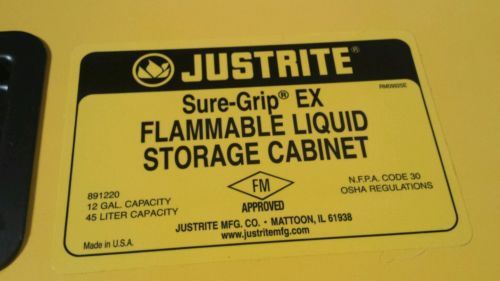 JUSTRITE®
Sure-Grip® EX
FLAMMABLE LIQUID
STORAGE CABINET
891220
12 GAL. CAPACITY
45 LITER CAPACITY
FM
APPROVED
N.F.P.A. CODE 30
OSHA REGULATIONS
JUSTRITE MFG. CO. • MATTOON, IL 61938
www.justritemfg.com
Made in U.S.A.